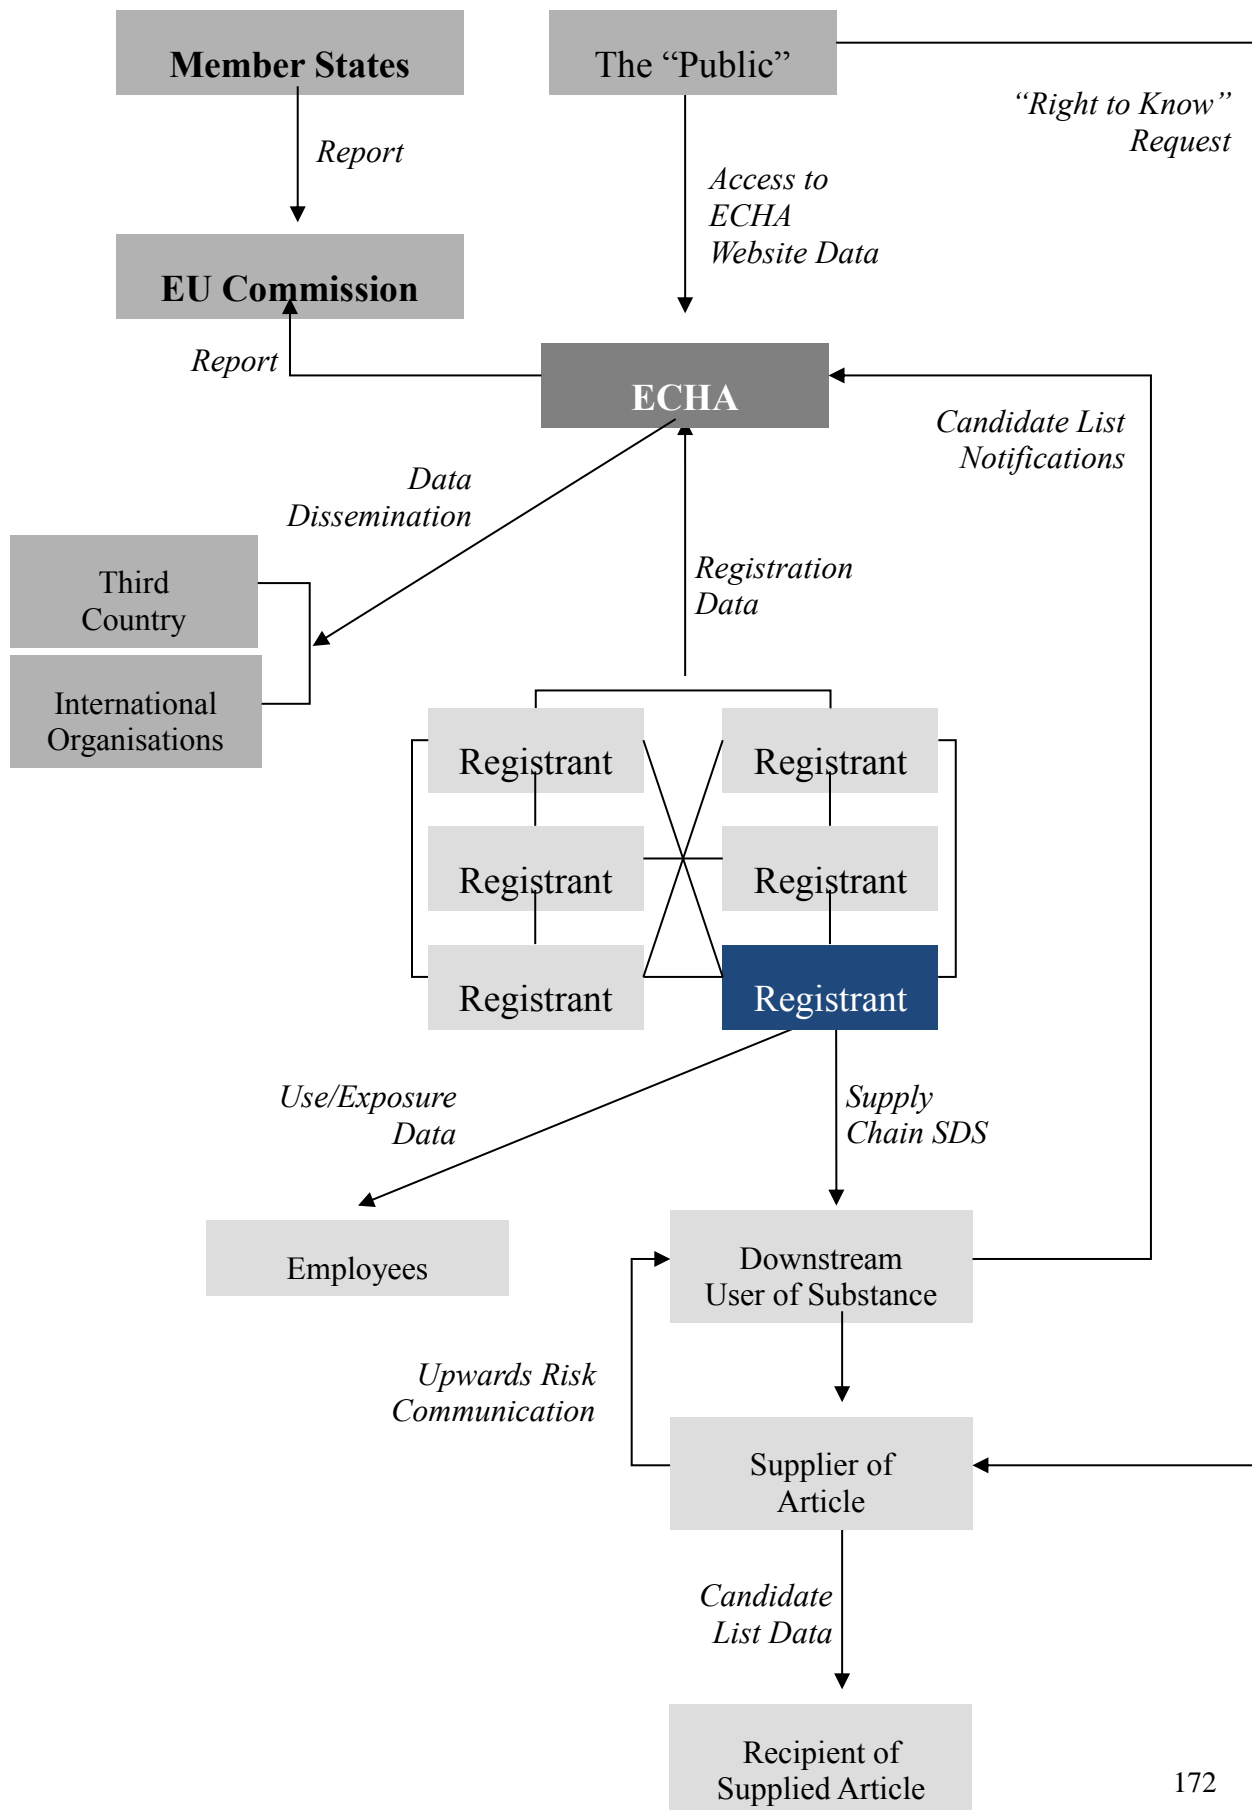 Member States
The “Public”
“Right to Know”
Request
Report
Access to
ECHA
Website Data
EU Commission
Report
ECHA
Candidate List
Notifications
Data
Dissemination
Third
Country
Registration
Data
International
Organisations
Registrant
Registrant
Registrant
Registrant
Registrant
Registrant
Use/Exposure
Data
Supply
Chain SDS
Employees
Downstream
User of Substance
Upwards Risk
Communication
Supplier of
Article
Candidate
List Data
Recipient of
Supplied Article
172